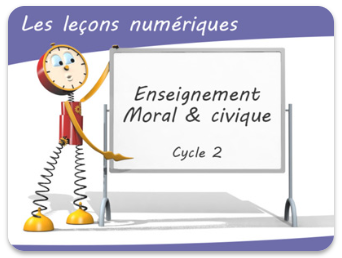 Les leçons numériques
Enseignement
Moral & civique
Cycle 2